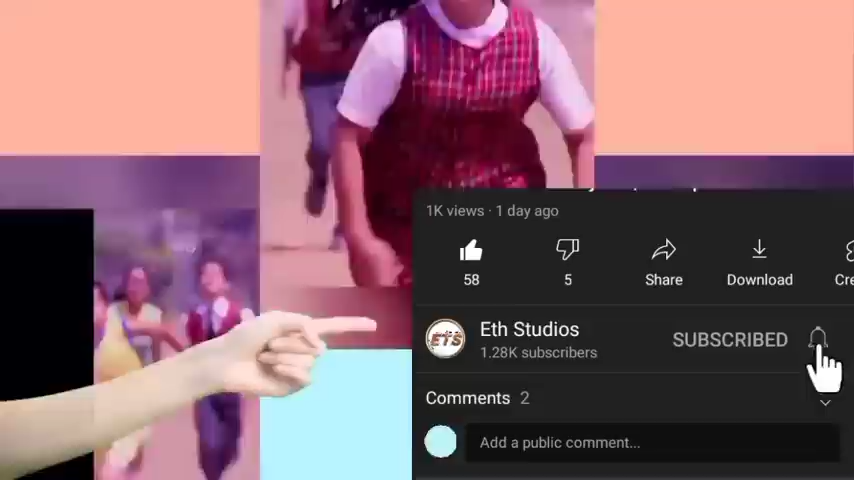 1K views · 1 day ago
58 5 Share Download Cre
ETS
Eth Studios
SUBSCRIBED
1.28K subscribers
Comments 2
Add a public comment...